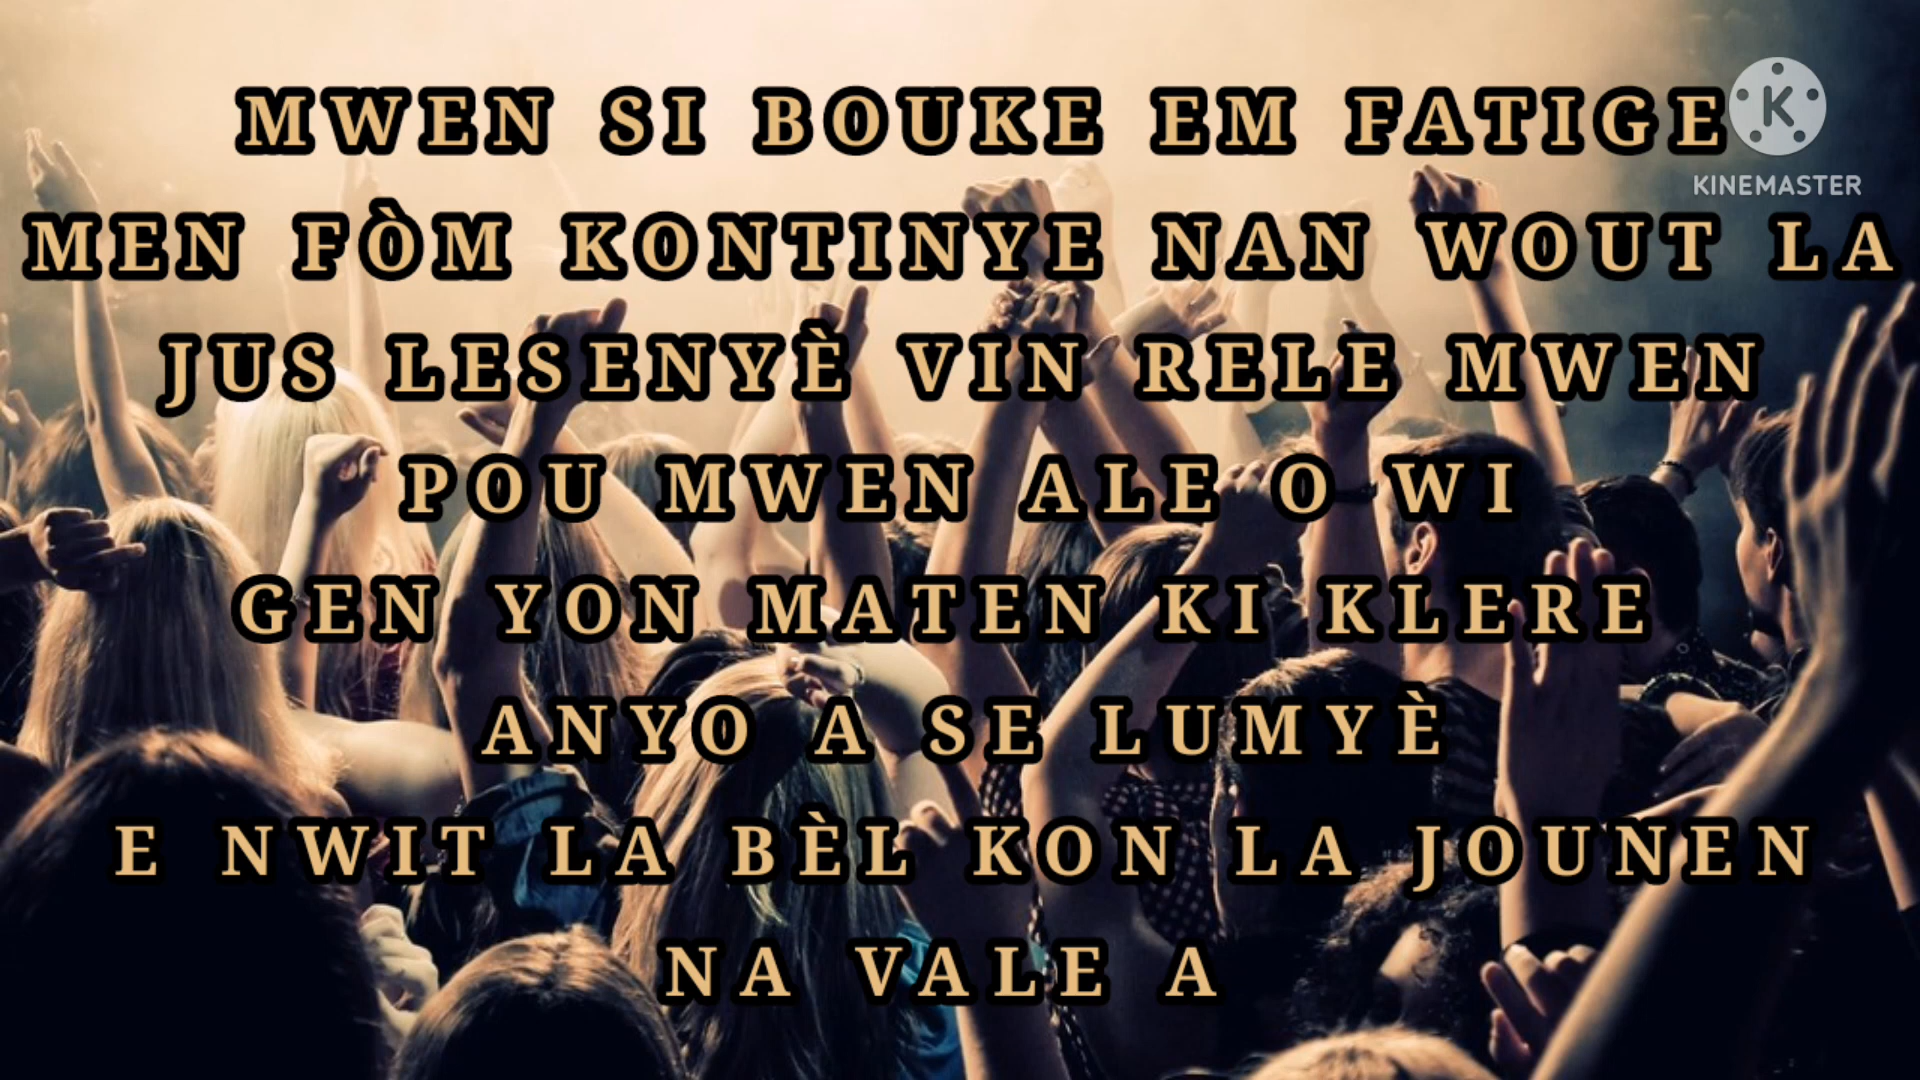 MWEN SI BOUKE EM FATIGE
MEN FÒM KONTINYE NAN WOUT LA
JUS LESENYÈ VIN RELE MWEN
POU MWEN ALE O WI
GEN YON MATEN KI KLERE
ANYO A SE LUMYÈ
E NWIT LA BÈL KON LA JOUNEN
NA VALE A
K
KINEMASTER